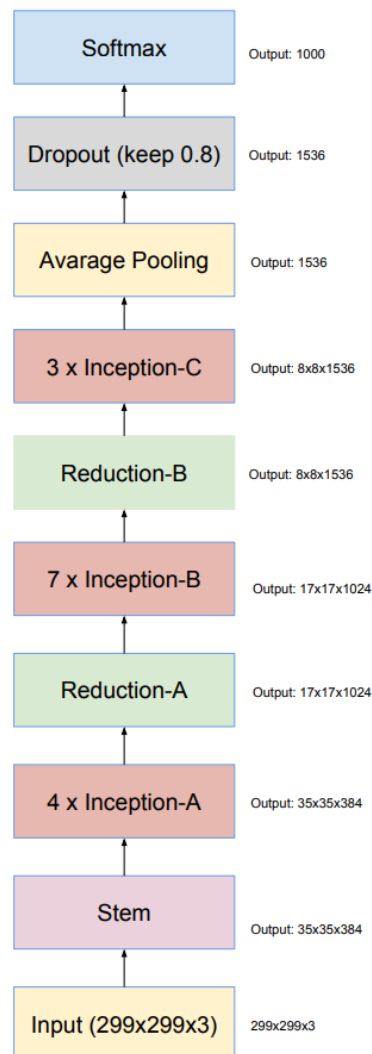 Softmax
Output: 1000
Dropout (keep 0.8)
Output: 1536
Avarage Pooling
Output: 1536
3 x Inception-C
Output: 8x8x1536
Reduction-B
Output: 8x8x1536
7 x Inception-B
Output: 17x17x1024
Reduction-A
Output: 17x17x1024
4 x Inception-A
Output: 35x35x384
Stem
Output: 35x35x384
Input (299x299x3)
299x299x3